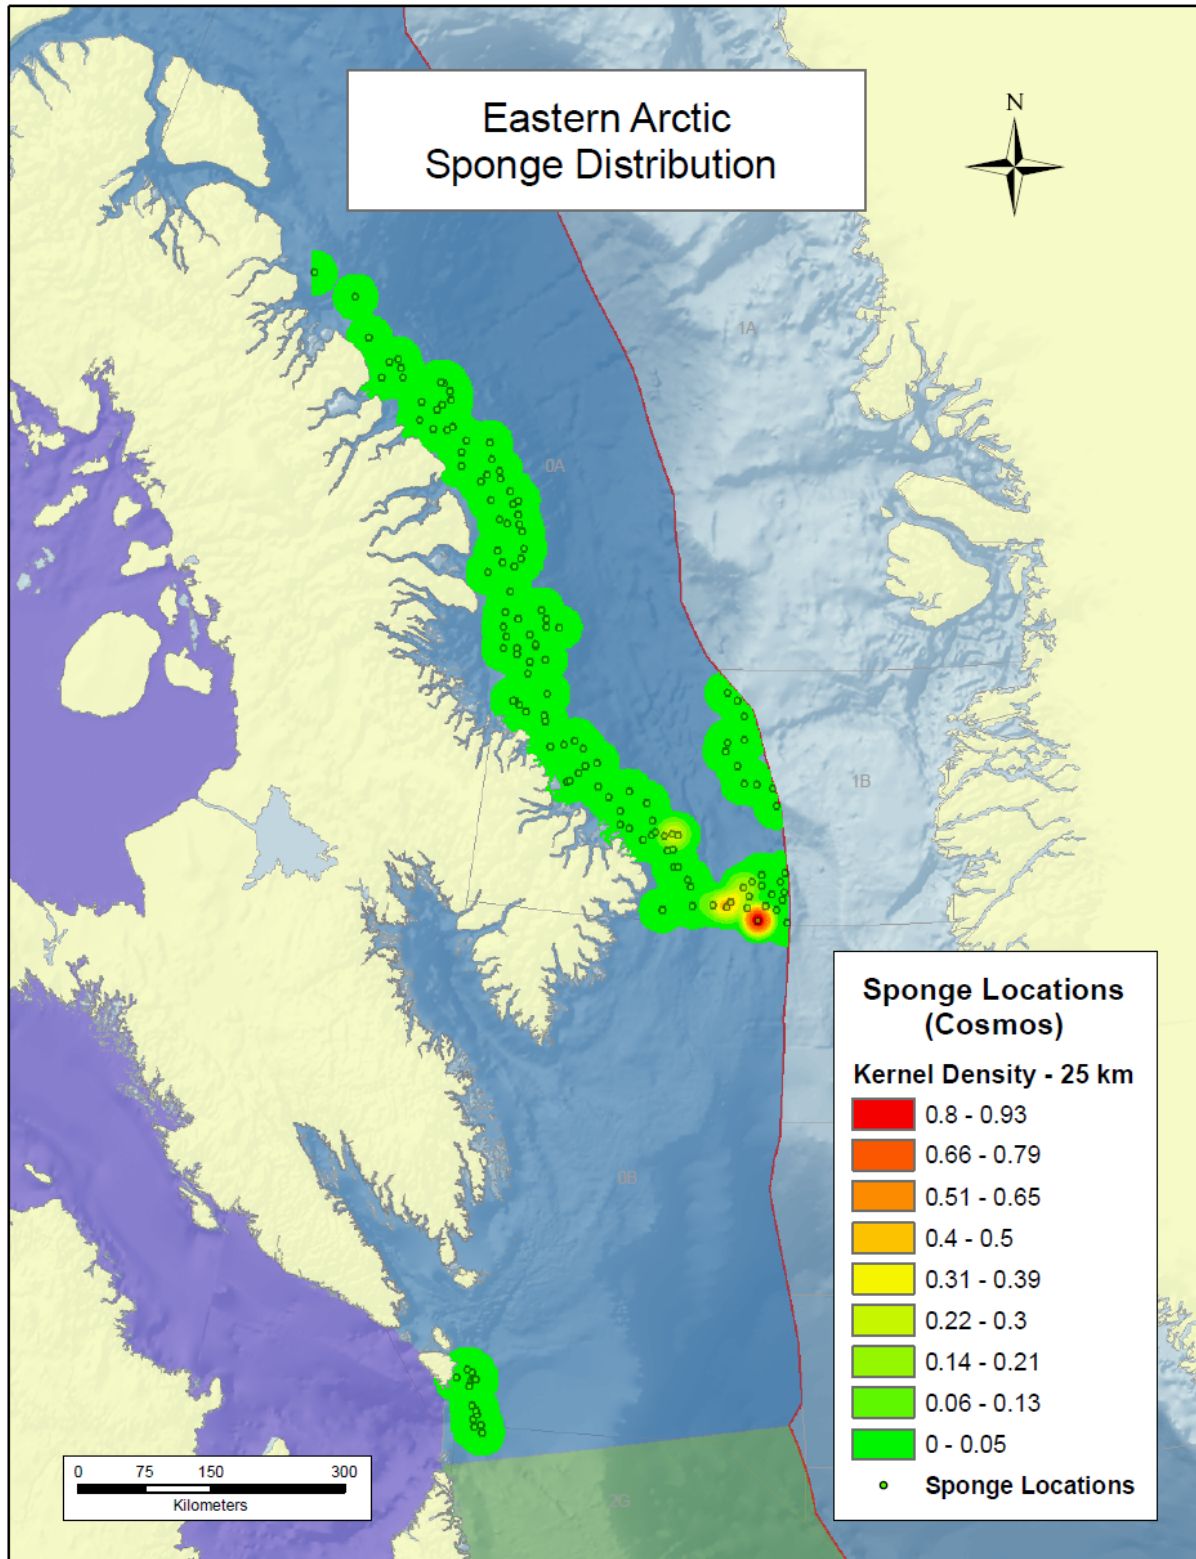 Eastern Arctic
Sponge Distribution
N
1A
0A
1B
0B
2G
Sponge Locations
(Cosmos)
Kernel Density - 25 km
0.8 - 0.93
0.66 - 0.79
0.51 - 0.65
0.4 - 0.5
0.31 - 0.39
0.22 - 0.3
0.14 - 0.21
0.06 - 0.13
0 - 0.05
Sponge Locations
0 75 150 300
Kilometers